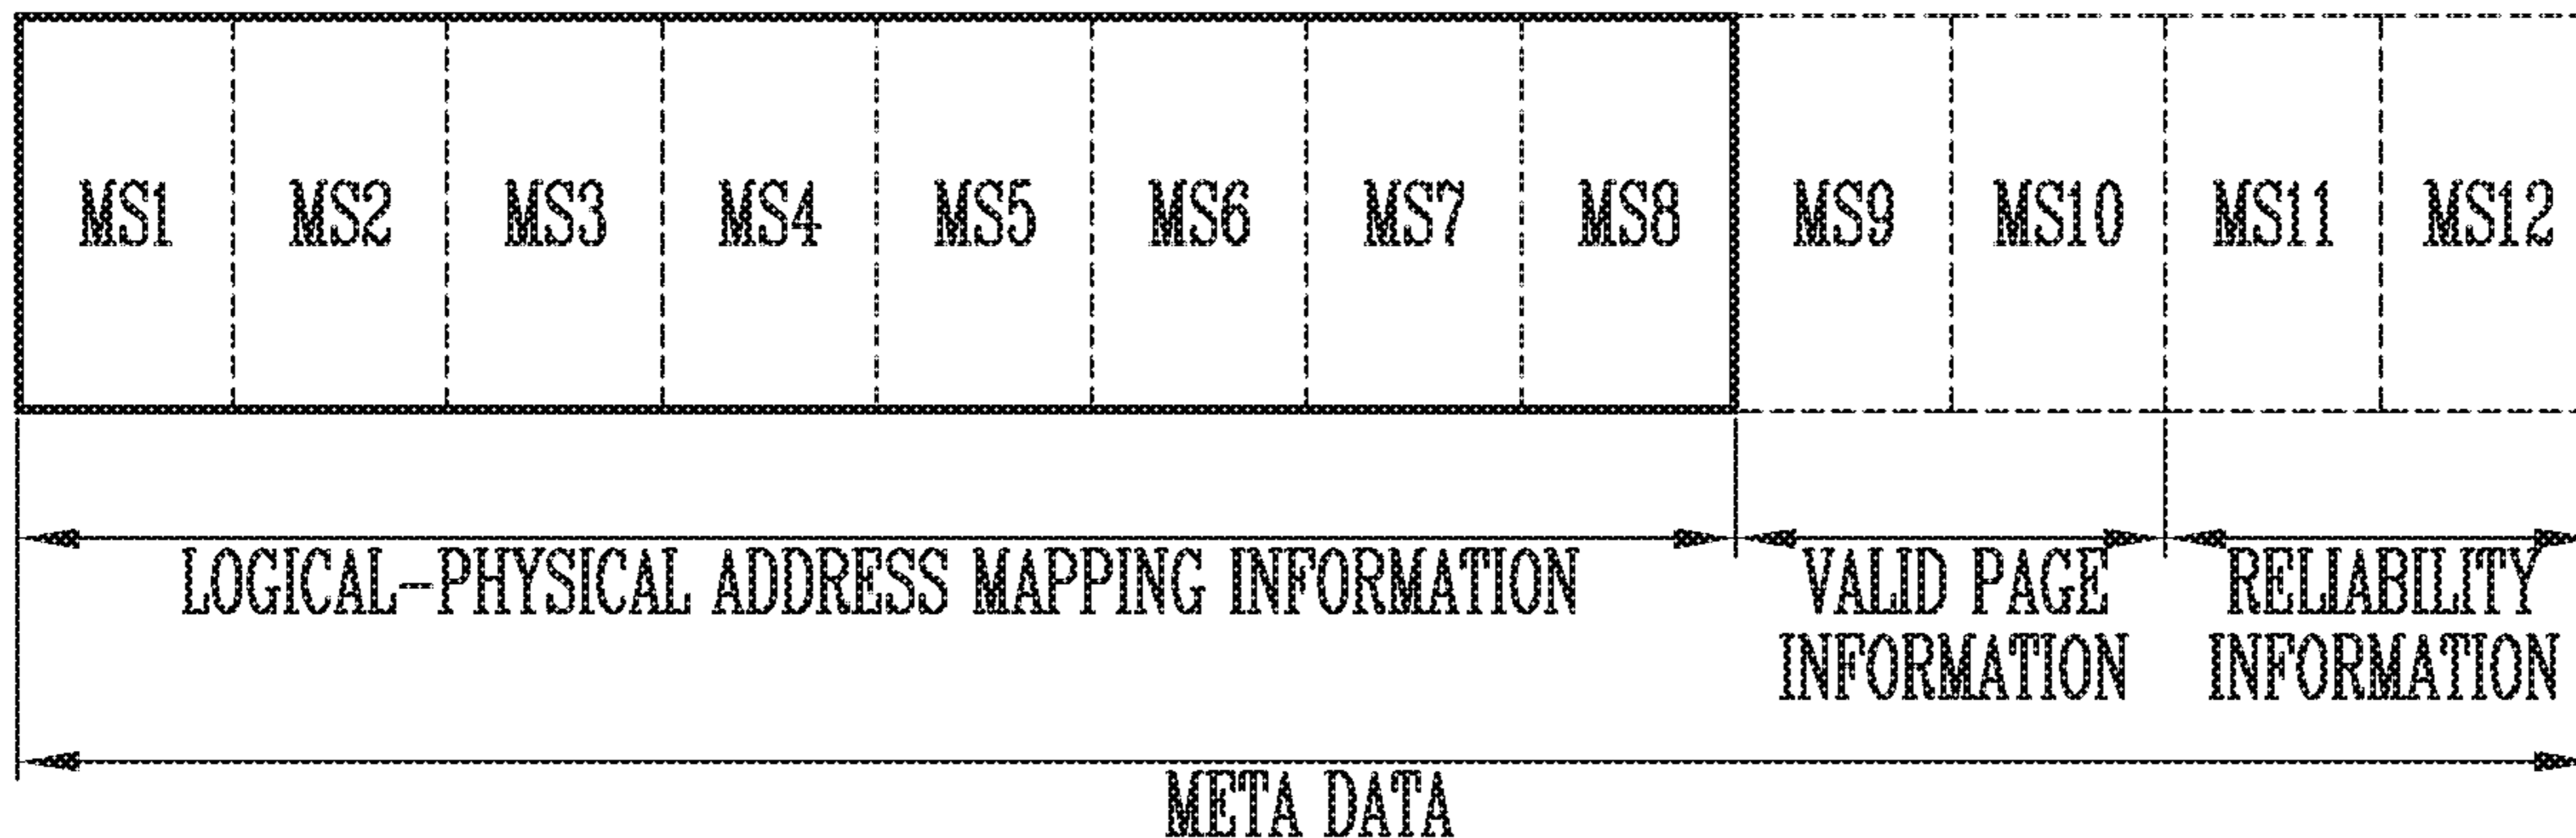 MS1 MS2 MS3 MS4 MS5 MS6 MS7 MS8 MS9 MS10 MS11 MS12
LOGICAL-PHYSICAL ADDRESS MAPPING INFORMATION
VALID PAGE
INFORMATION
RELIABILITY
INFORMATION
META DATA